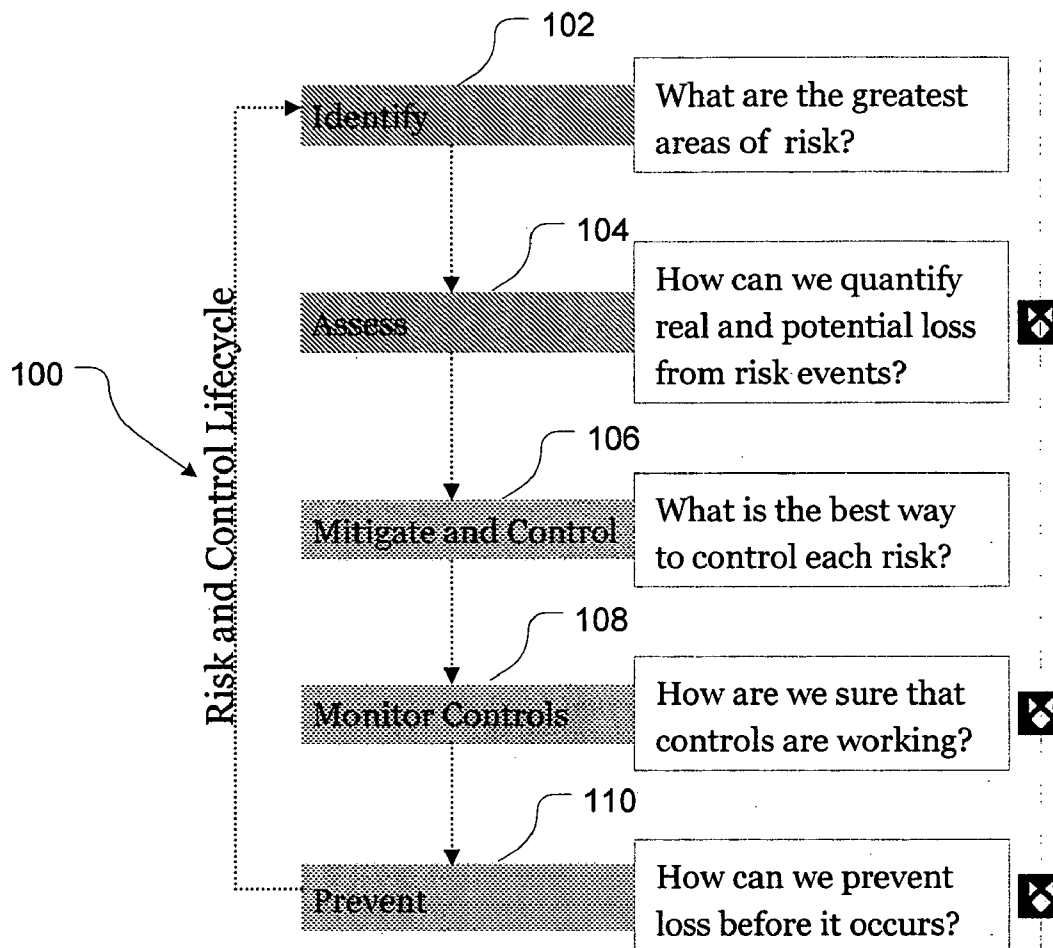 102
Identify
What are the greatest
areas of risk?
104
Assess
How can we quantify
real and potential loss
from risk events?
100
Risk and Control Lifecycle
106
Mitigate and Control
What is the best way
to control each risk?
108
Monitor Controls
How are we sure that
controls are working?
110
Prevent
How can we prevent
loss before it occurs?